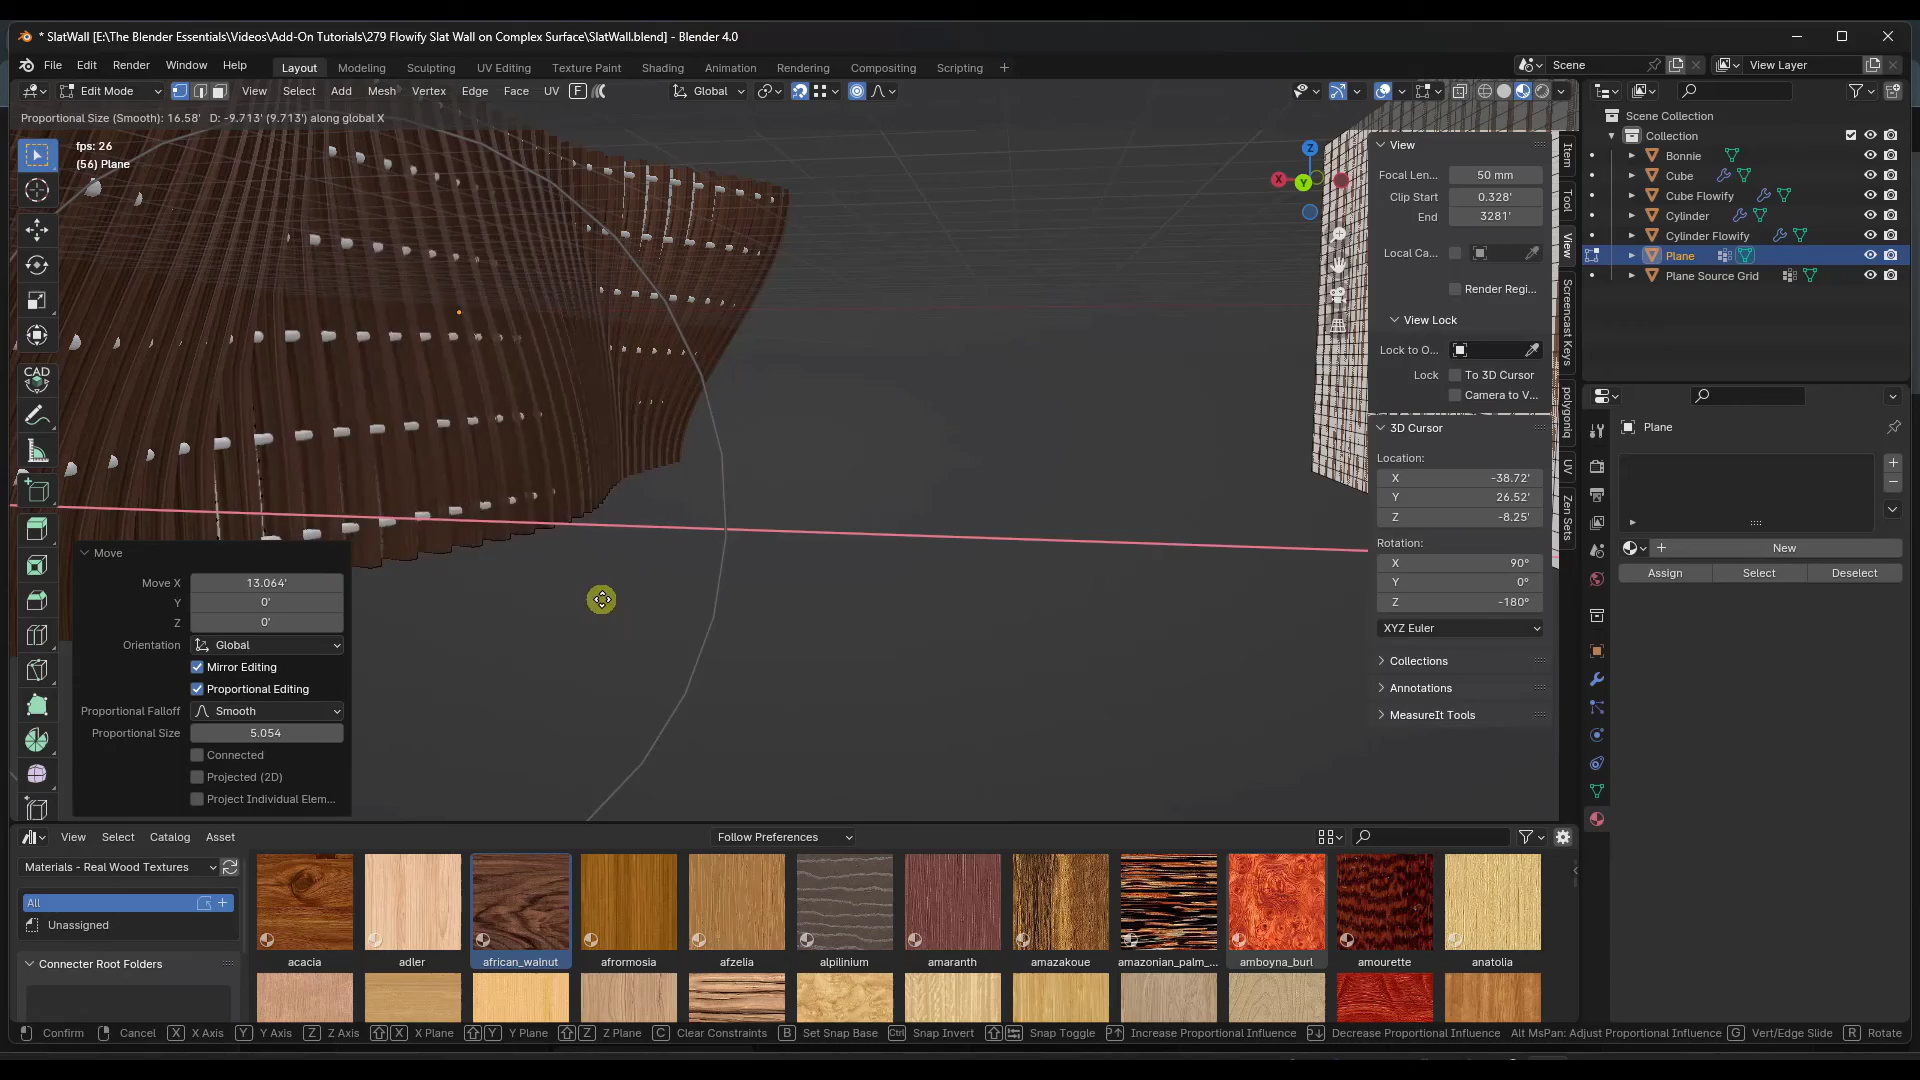 * SlatWall [E:\The Blender Essentials\Videos\Add-On Tutorials\279 Flowify Slat Wall on Complex Surface\SlatWall.blend] - Blender 4.0
File Edit Render Window Help Layout Modeling Sculpting UV Editing Texture Paint Shading Animation Rendering Compositing Scripting + Scene View Layer
Edit Mode View Select Add Mesh Vertex Edge Face UV F Global
Proportional Size (Smooth): 16.58' D: -9.713' (9.713') along global X
fps: 26
(56) Plane
Z
X
Y
CAD
View
Focal Len... 50 mm
Clip Start 0.328'
End 3281'
Local Ca...
Render Regi...
View Lock
Lock to O...
Lock To 3D Cursor
Camera to V...
3D Cursor
Location:
X -38.72'
Y 26.52'
Z -8.25'
Rotation:
X 90°
Y 0°
Z -180°
XYZ Euler
Collections
Annotations
MeasureIt Tools
Item
Tool
View
Screencast Keys
polygoniq
UV
Zen Sets
Scene Collection
Collection
Bonnie
Cube
Cube Flowify
Cylinder
Cylinder Flowify
Plane
Plane Source Grid
Plane
New
Assign Select Deselect
Move
Move X 13.064'
Y 0'
Z 0'
Orientation Global
Mirror Editing
Proportional Editing
Proportional Falloff Smooth
Proportional Size 5.054
Connected
Projected (2D)
Project Individual Elem...
View Select Catalog Asset Follow Preferences
Materials - Real Wood Textures
All
Unassigned
Connecter Root Folders
acacia adler african_walnut afrormosia afzelia alpilinium amaranth amazakoue amazonian_palm_... amboyna_burl amourette anatolia
Confirm Cancel X X Axis Y Y Axis Z Z Axis X X Plane Y Y Plane Z Z Plane C Clear Constraints B Set Snap Base Ctrl Snap Invert Snap Toggle Increase Proportional Influence Decrease Proportional Influence Alt MsPan: Adjust Proportional Influence G Vert/Edge Slide R Rotate